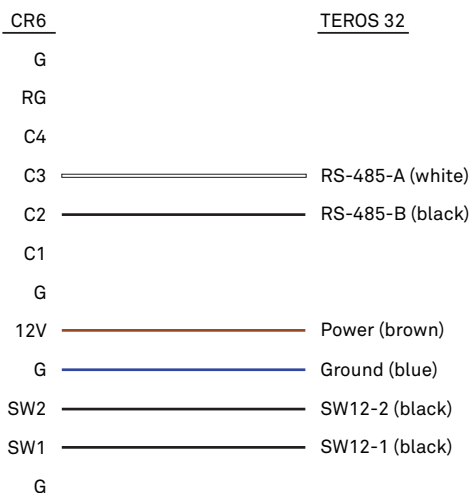 CR6 TEROS 32
G
RG
C4
C3 RS-485-A (white)
C2 RS-485-B (black)
C1
G
12V Power (brown)
G Ground (blue)
SW2 SW12-2 (black)
SW1 SW12-1 (black)
G